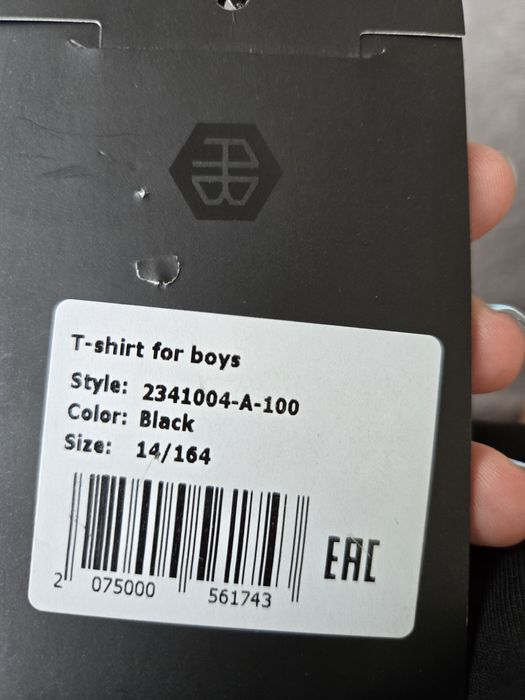 T-shirt for boys
Style: 2341004-A-100
Color: Black
Size: 14/164
2 075000 561743
EAC